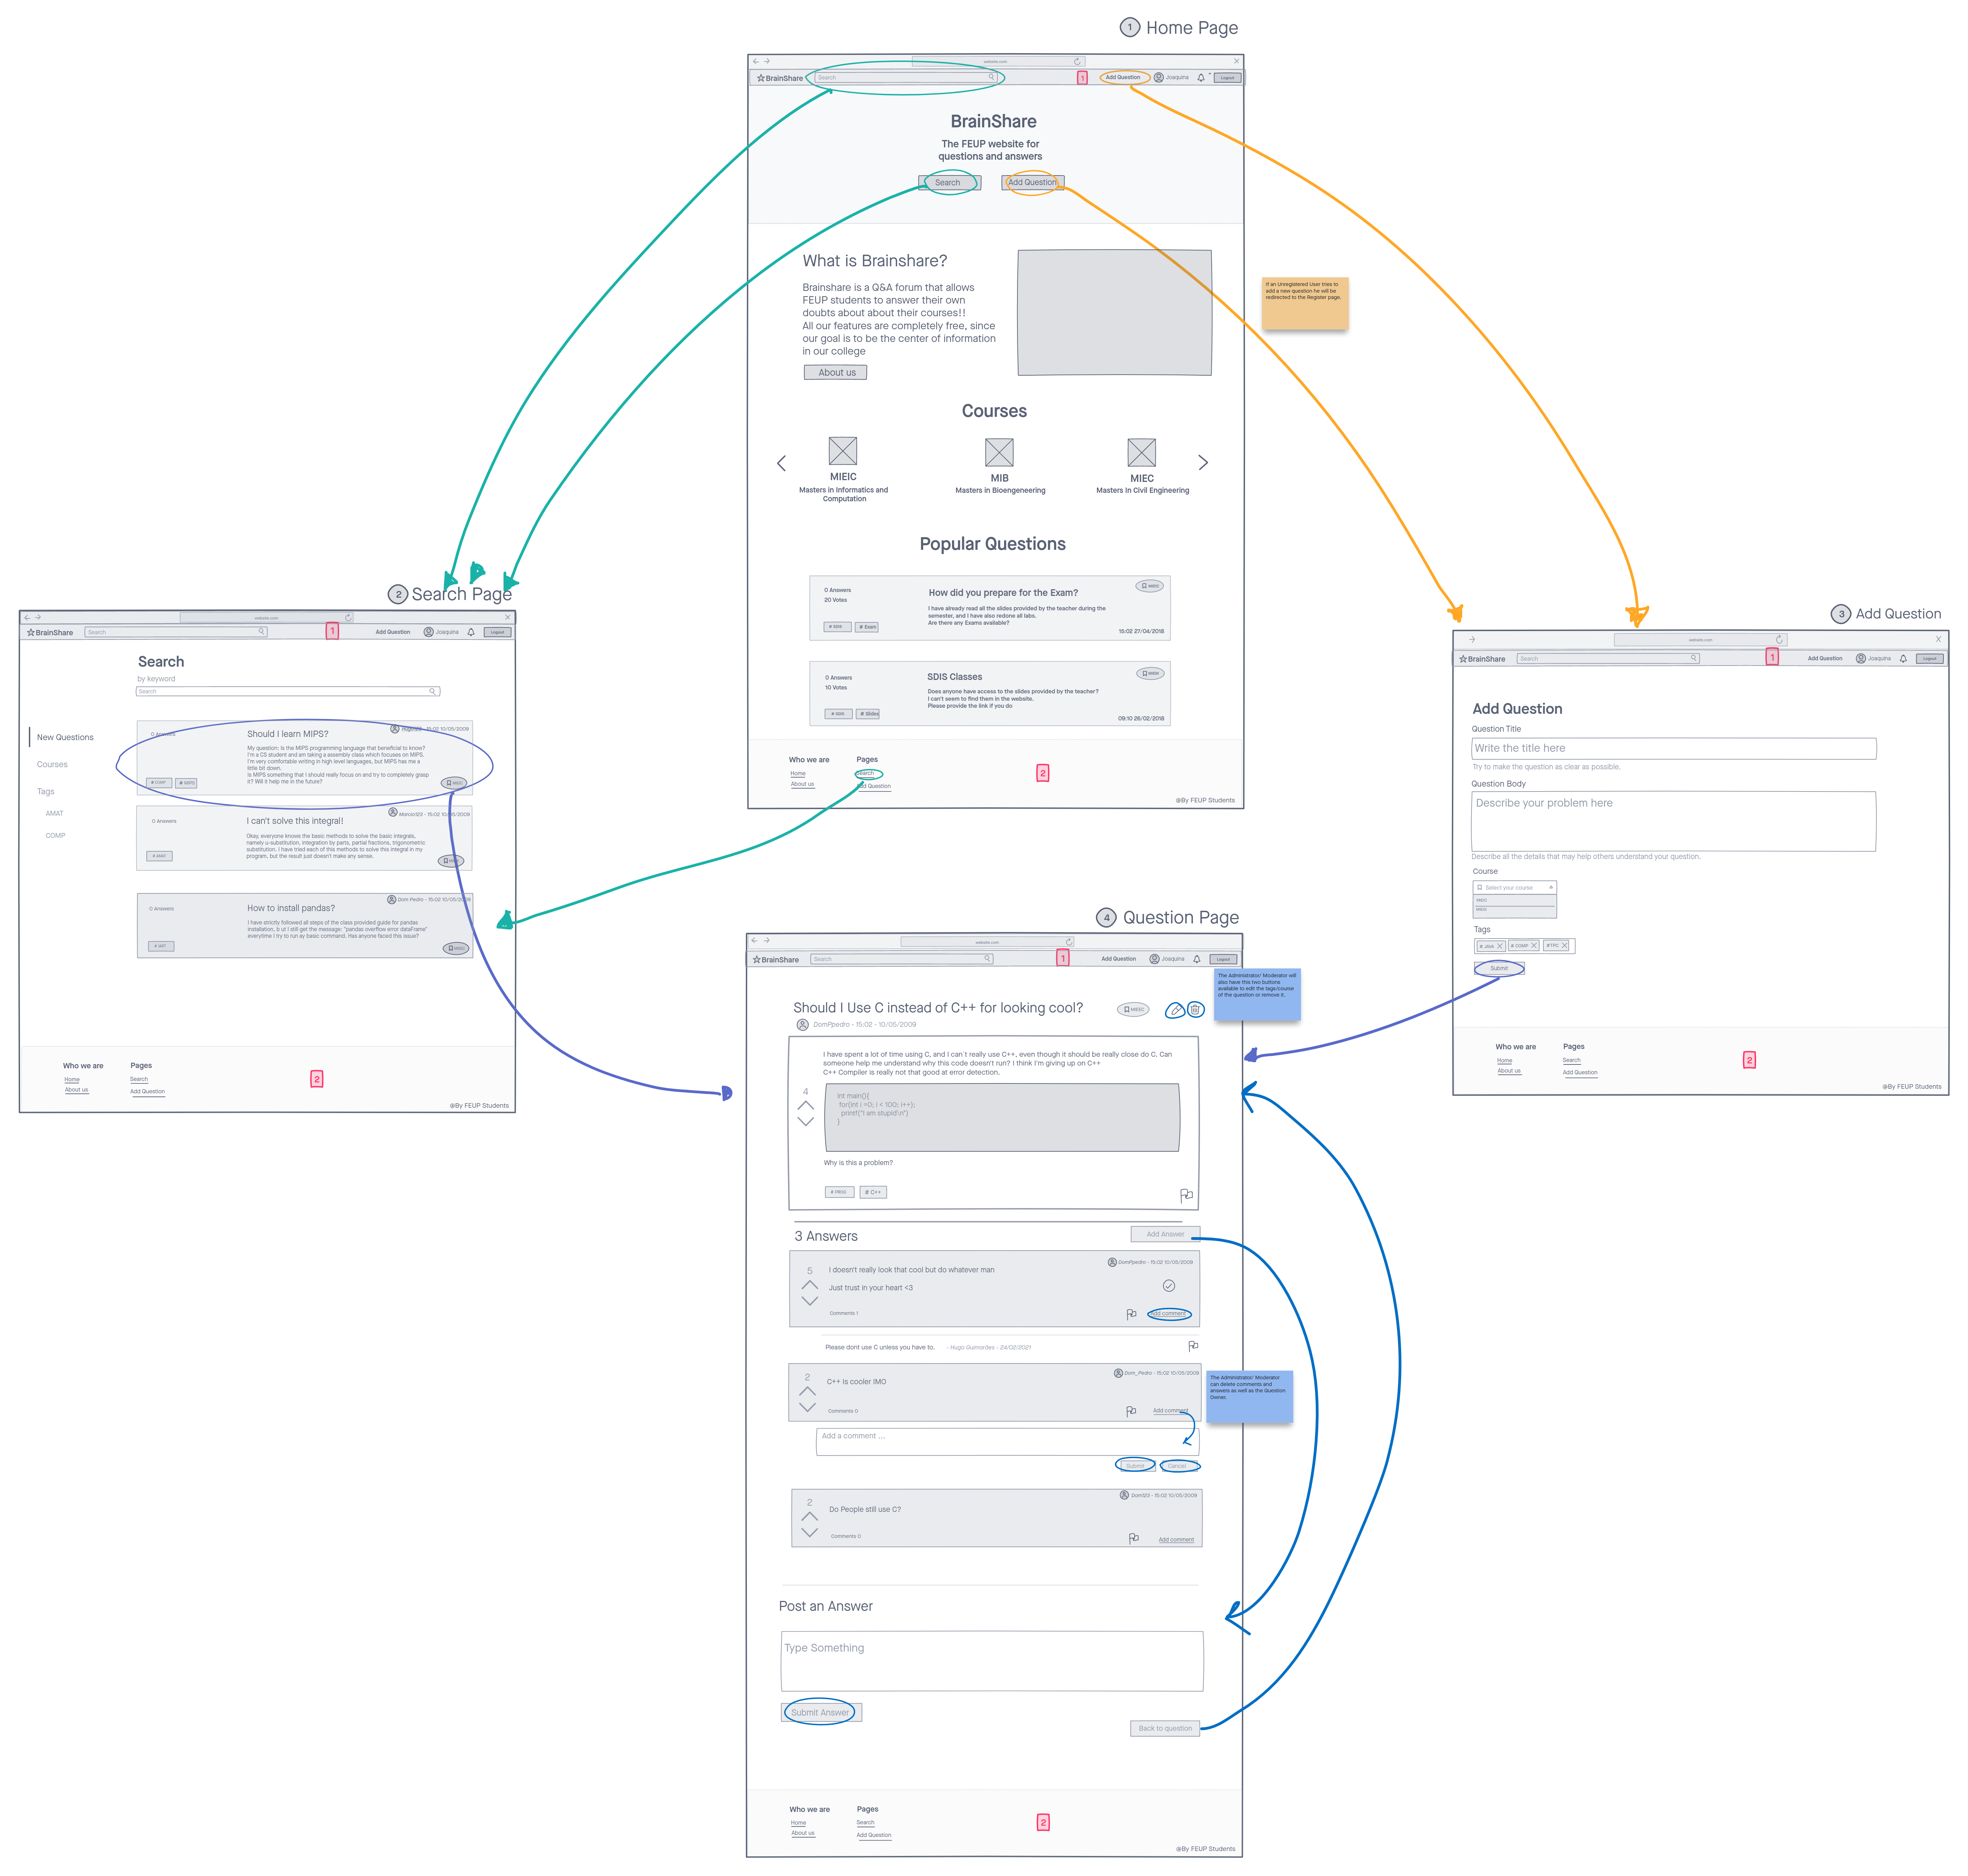 1 Home Page
website.com
BrainShare
Search
1
Add Question
Joaquina
Logout
BrainShare
The FEUP website for
questions and answers
Search
Add Question
What is Brainshare?
Brainshare is a Q&A forum that allows
FEUP students to answer their own
doubts about about their courses!!
All our features are completely free, since
our goal is to be the center of information
in our college
About us
If an Unregistered User tries to
add a new question he will be
redirected to the Register page.
Courses
MIEIC
Masters in Informatics and
Computation
MIB
Masters in Bioengeneering
MIEC
Masters In Civil Engineering
Popular Questions
0 Answers
20 Votes
How did you prepare for the Exam?
I have already read all the slides provided by the teacher during the
semester, and I have also redone all labs.
Are there any Exams available?
# Exam
15:02 27/04/2018
0 Answers
10 Votes
SDIS Classes
Does anyone have access to the slides provided by the teacher?
I can't seem to find them in the website.
Please provide the link if you do
# Slides
09:10 26/02/2018
Who we are
Home
About us
Pages
Search
Add Question
2
@By FEUP Students
2 Search Page
website.com
BrainShare
Search
1
Add Question
Joaquina
Logout
Search
by keyword
Search
New Questions
Courses
Tags
AMAT
COMP
0 Answers
Should I learn MIPS?
15:02 10/05/2009
My question: Is the MIPS programming language that beneficial to know?
I'm a CS student and am taking a assembly class which focuses on MIPS.
I'm very comfortable writing in high level languages, but MIPS has me a
little bit down.
Is MIPS something that I should really focus on and try to completely grasp
it? Will it help me in the future?
# COMP
# MIPS
0 Answers
I can't solve this integral!
15:02 10/05/2009
Okay, everyone knows the basic methods to solve the basic integrals,
namely u-substitution, integration by parts, partial fractions, trigonometric
substitution. I have tried each of this methods to solve this integral in my
program, but the result just doesn't make any sense.
# AMAT
0 Answers
How to install pandas?
Dom Pedro - 15:02 10/05/2009
I have strictly followed all steps of the class provided guide for pandas
installation, b ut I still get the message: "pandas overflow error dataFrame"
everytime I try to run ay basic command. Has anyone faced this issue?
Who we are
Home
About us
Pages
Search
Add Question
2
@By FEUP Students
3 Add Question
website.com
BrainShare
Search
1
Add Question
Joaquina
Logout
Add Question
Question Title
Write the title here
Try to make the question as clear as possible.
Question Body
Describe your problem here
Describe all the details that may help others understand your question.
Course
Select your course
Tags
# JAVA
# COMP
#TPC
Submit
Who we are
Home
About us
Pages
Search
Add Question
2
@By FEUP Students
4 Question Page
website.com
BrainShare
Search
1
Add Question
Joaquina
Logout
The Administrator/ Moderator will
also have this two buttons
available to edit the tags/course
of the question or remove it.
Should I Use C instead of C++ for looking cool?
MIEEC
DomPpedro - 15:02 - 10/05/2009
I have spent a lot of time using C, and I can´t really use C++, even though it should be really close do C. Can
someone help me understand why this code doesn't run? I think I'm giving up on C++
C++ Compiler is really not that good at error detection.
4
int main(){
for(int i =0; i < 100; i++);
printf("I am stupid\n")
}
Why is this a problem?
# PROG
# C++
3 Answers
Add Answer
5
DomPpedro - 15:02 10/05/2009
I doesn't really look that cool but do whatever man
Just trust in your heart <3
Comments 1
Add comment
Please dont use C unless you have to. - Hugo Guimarães - 24/02/2021
2
Dom_Pedro - 15:02 10/05/2009
C++ Is cooler IMO
Comments 0
Add comment
The Administrator/ Moderator
can delete comments and
answers as well as the Question
Owner.
Add a comment ...
Submit
Cancel
2
Dom123 - 15:02 10/05/2009
Do People still use C?
Comments 0
Add comment
Post an Answer
Type Something
Submit Answer
Back to question
Who we are
Home
About us
Pages
Search
Add Question
2
@By FEUP Students